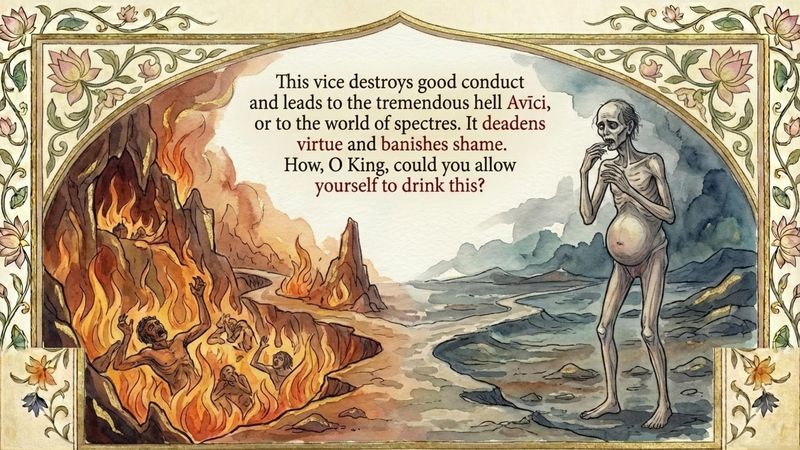 This vice destroys good conduct
and leads to the tremendous hell Avīci,
or to the world of spectres. It deadens
virtue and banishes shame.
How, O King, could you allow
yourself to drink this?